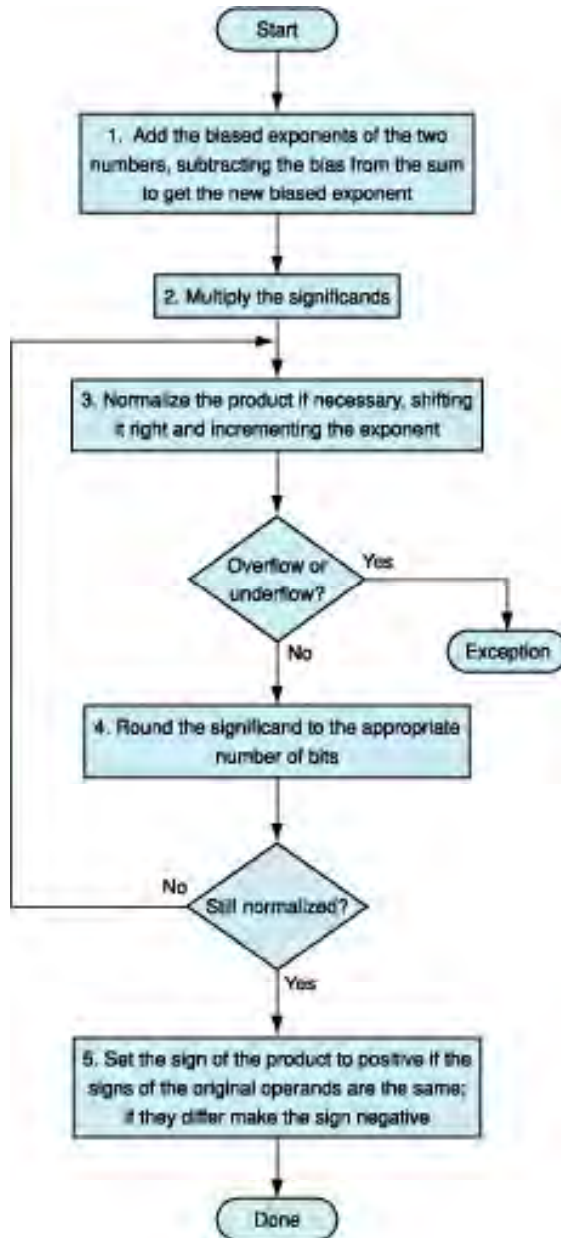 Start
1. Add the biased exponents of the two
numbers, subtracting the bias from the sum
to get the new biased exponent
2. Multiply the significands
3. Normalize the product if necessary, shifting
it right and incrementing the exponent
Overflow or
underflow?
Yes
No
Exception
4. Round the significand to the appropriate
number of bits
Still normalized?
No
Yes
5. Set the sign of the product to positive if the
signs of the original operands are the same;
if they differ make the sign negative
Done